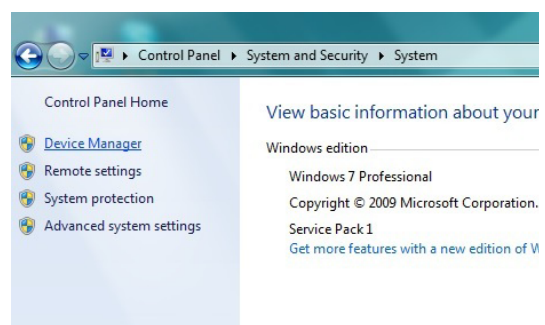 Control Panel ▸ System and Security ▸ System
Control Panel Home
Device Manager
Remote settings
System protection
Advanced system settings
View basic information about your
Windows edition
Windows 7 Professional
Copyright © 2009 Microsoft Corporation.
Service Pack 1
Get more features with a new edition of